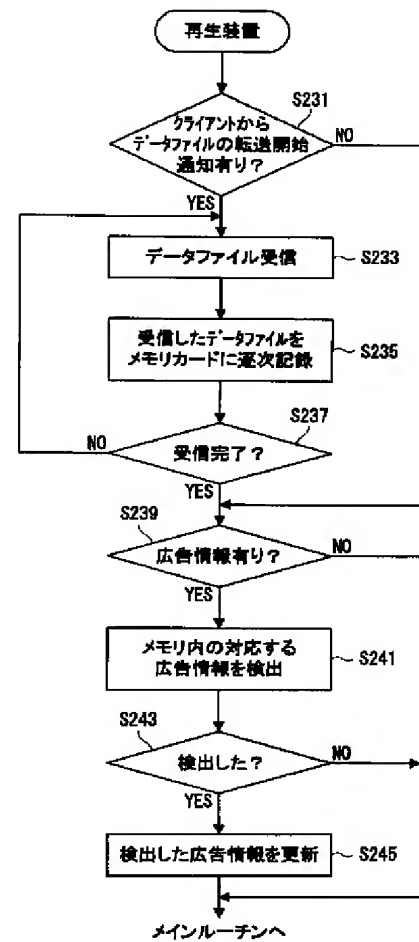 再生装置
S231
クライアントから
データファイルの転送開始
通知有り？
NO
YES
データファイル受信
S233
受信したデータファイルを
メモリカードに逐次記録
S235
S237
NO
受信完了？
YES
S239
広告情報有り？
NO
YES
メモリ内の対応する
広告情報を検出
S241
S243
検出した？
NO
YES
検出した広告情報を更新
S245
メインルーチンへ